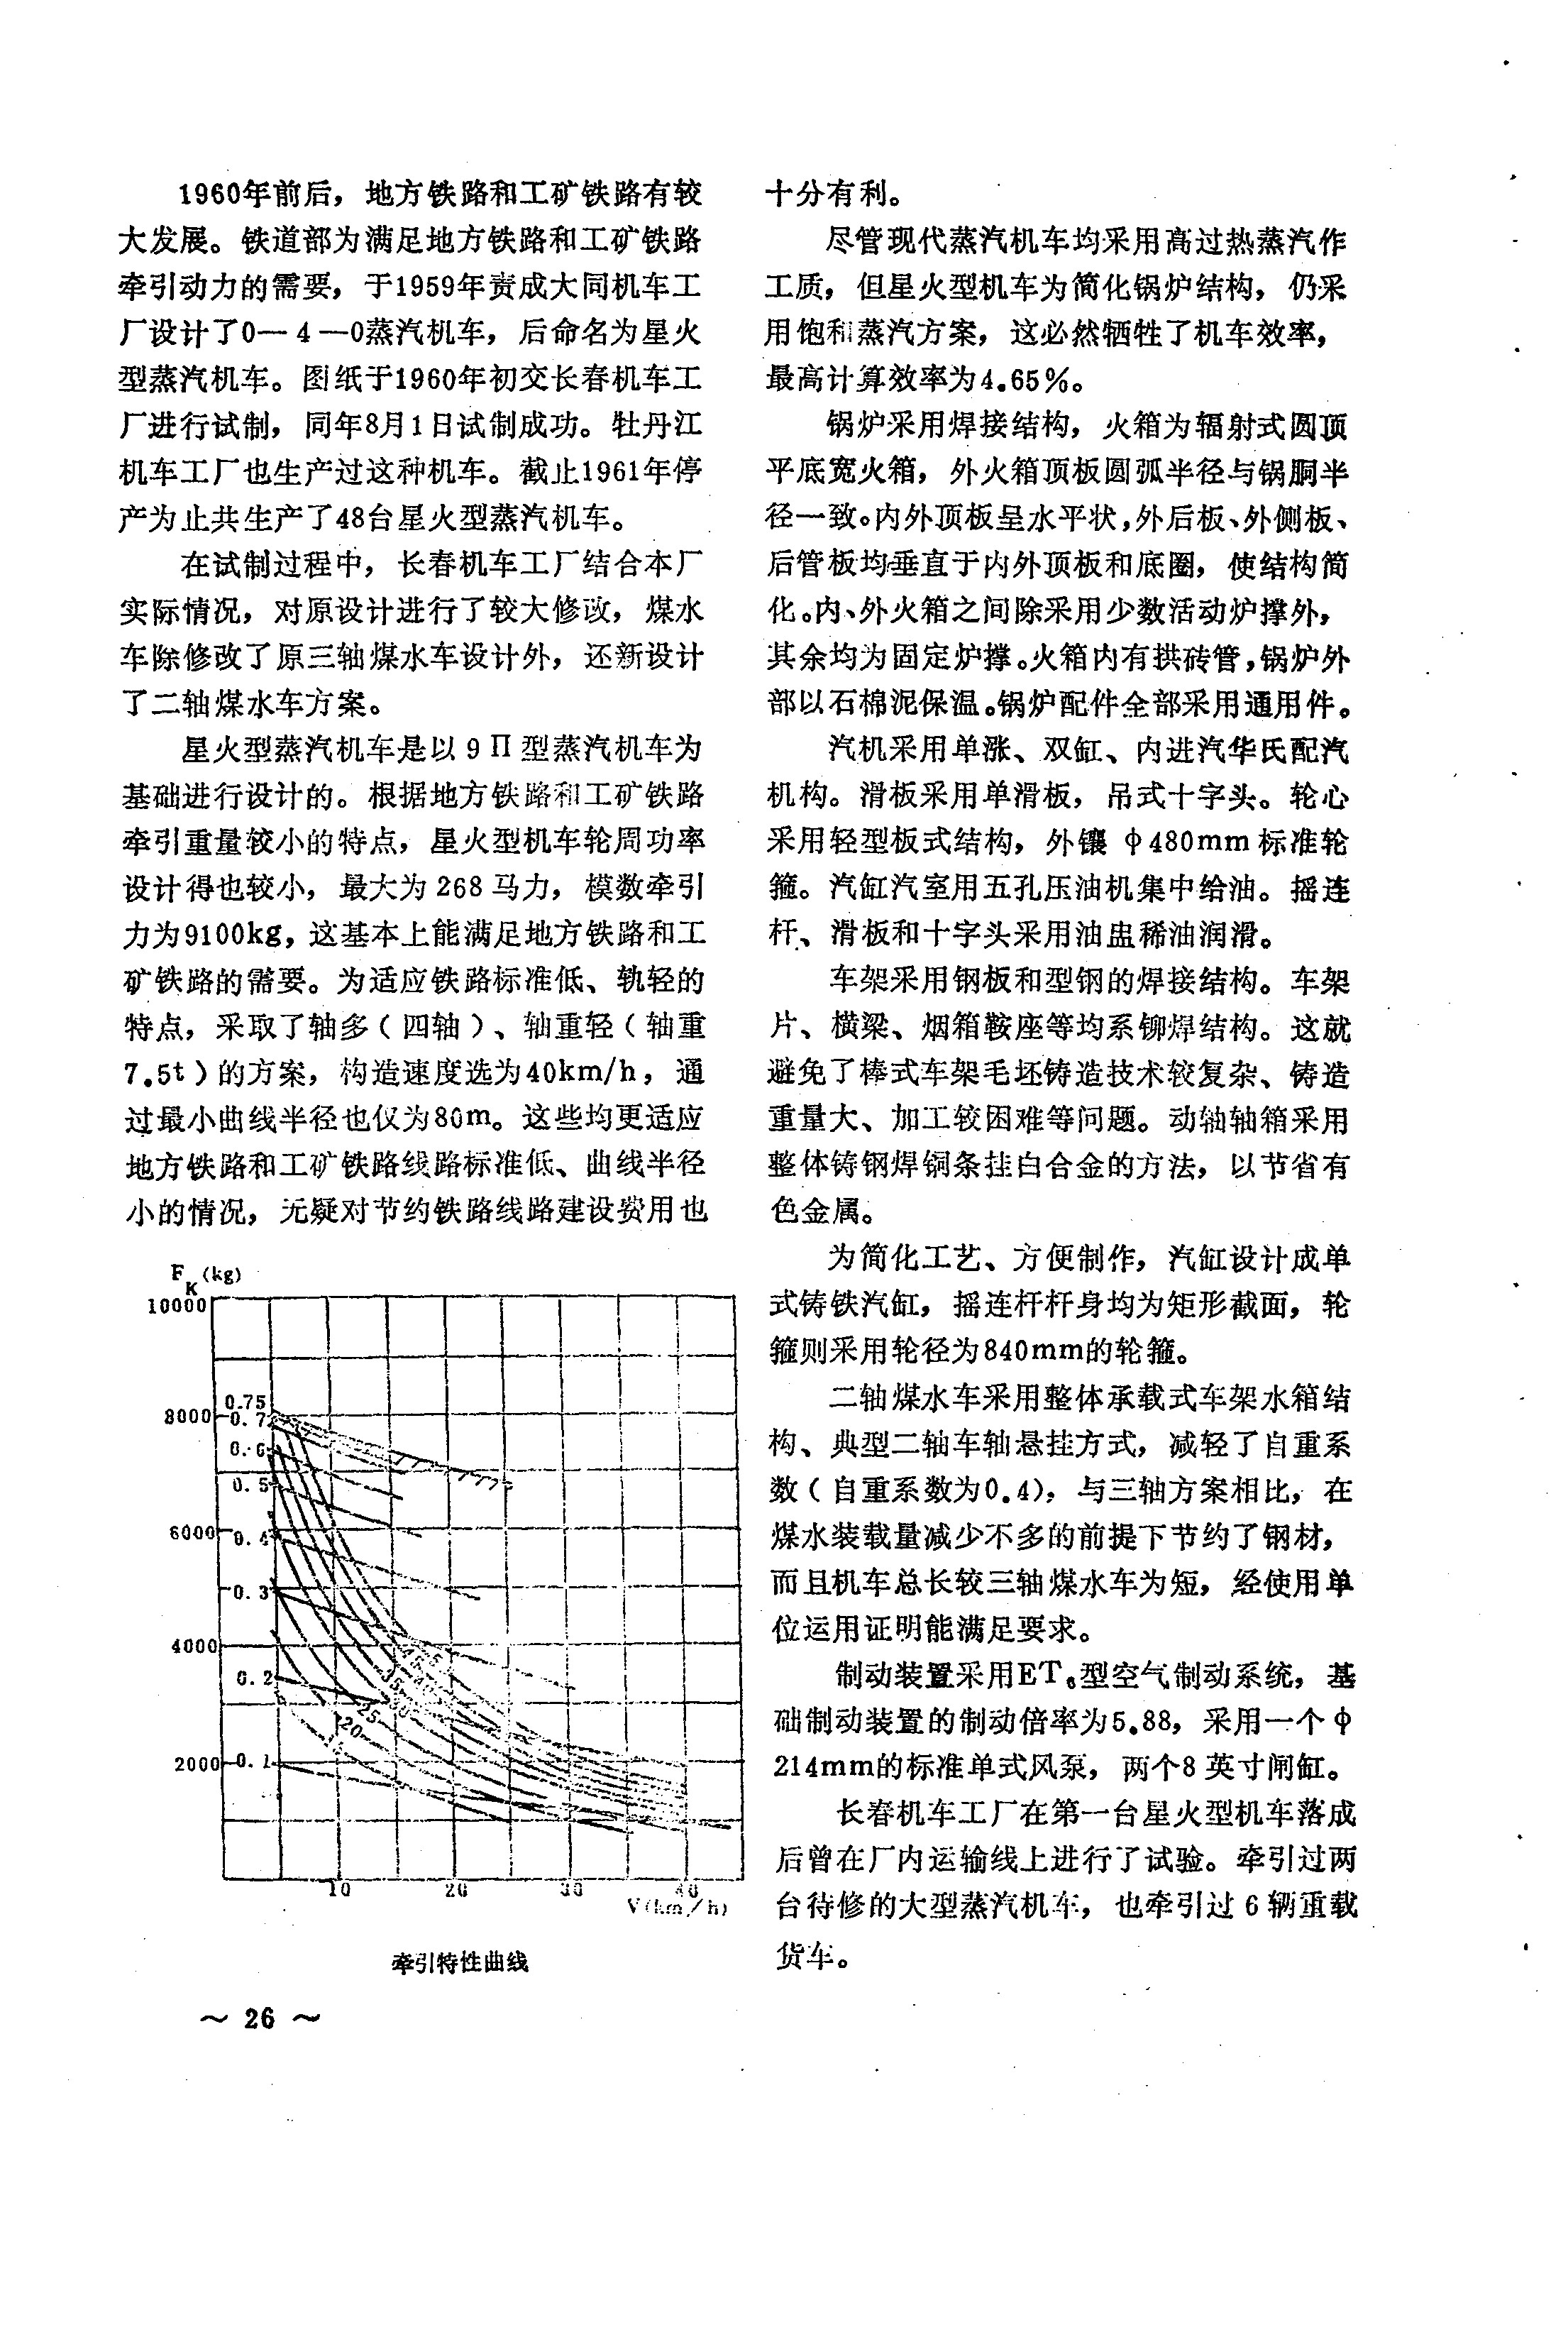 1960年前后，地方铁路和工矿铁路有较
大发展。铁道部为满足地方铁路和工矿铁路
牵引动力的需要，于1959年责成大同机车工
厂设计了0—4—0蒸汽机车，后命名为星火
型蒸汽机车。图纸于1960年初交长春机车工
厂进行试制，同年8月1日试制成功。牡丹江
机车工厂也生产过这种机车。截止1961年停
产为止共生产了48台星火型蒸汽机车。
在试制过程中，长春机车工厂结合本厂
实际情况，对原设计进行了较大修改，煤水
车除修改了原三轴煤水车设计外，还新设计
了二轴煤水车方案。
星火型蒸汽机车是以9Π型蒸汽机车为
基础进行设计的。根据地方铁路和工矿铁路
牵引重量较小的特点，星火型机车轮周功率
设计得也较小，最大为268马力，模数牵引
力为9100kg，这基本上能满足地方铁路和工
矿铁路的需要。为适应铁路标准低、轨轻的
特点，采取了轴多（四轴）、轴重轻（轴重
7.5t）的方案，构造速度选为40km/h，通
过最小曲线半径也仅为80m。这些均更适应
地方铁路和工矿铁路线路标准低、曲线半径
小的情况，无疑对节约铁路线路建设费用也
F_K(kg)
10000
0.75
8000
0.7
0.6
0.5
6000
0.4
0.3
4000
0.2
25
20
2000
0.1
10
20
30
40
V(km/h)
牵引特性曲线
～ 26 ～
十分有利。
尽管现代蒸汽机车均采用高过热蒸汽作
工质，但星火型机车为简化锅炉结构，仍采
用饱和蒸汽方案，这必然牺牲了机车效率，
最高计算效率为4.65%。
锅炉采用焊接结构，火箱为辐射式圆顶
平底宽火箱，外火箱顶板圆弧半径与锅胴半
径一致。内外顶板呈水平状，外后板、外侧板、
后管板均垂直于内外顶板和底圈，使结构简
化。内、外火箱之间除采用少数活动炉撑外，
其余均为固定炉撑。火箱内有拱砖管，锅炉外
部以石棉泥保温。锅炉配件全部采用通用件。
汽机采用单涨、双缸、内进汽华氏配汽
机构。滑板采用单滑板，吊式十字头。轮心
采用轻型板式结构，外镶φ480mm标准轮
箍。汽缸汽室用五孔压油机集中给油。摇连
杆、滑板和十字头采用油盅稀油润滑。
车架采用钢板和型钢的焊接结构。车架
片、横梁、烟箱鞍座等均系铆焊结构。这就
避免了棒式车架毛坯铸造技术较复杂、铸造
重量大、加工较困难等问题。动轴轴箱采用
整体铸钢焊铜条挂白合金的方法，以节省有
色金属。
为简化工艺、方便制作，汽缸设计成单
式铸铁汽缸，摇连杆杆身均为矩形截面，轮
箍则采用轮径为840mm的轮箍。
二轴煤水车采用整体承载式车架水箱结
构、典型二轴车轴悬挂方式，减轻了自重系
数（自重系数为0.4），与三轴方案相比，在
煤水装载量减少不多的前提下节约了钢材，
而且机车总长较三轴煤水车为短，经使用单
位运用证明能满足要求。
制动装置采用ET₆型空气制动系统，基
础制动装置的制动倍率为5.88，采用一个φ
214mm的标准单式风泵，两个8英寸闸缸。
长春机车工厂在第一台星火型机车落成
后曾在厂内运输线上进行了试验。牵引过两
台待修的大型蒸汽机车，也牵引过6辆重载
货车。